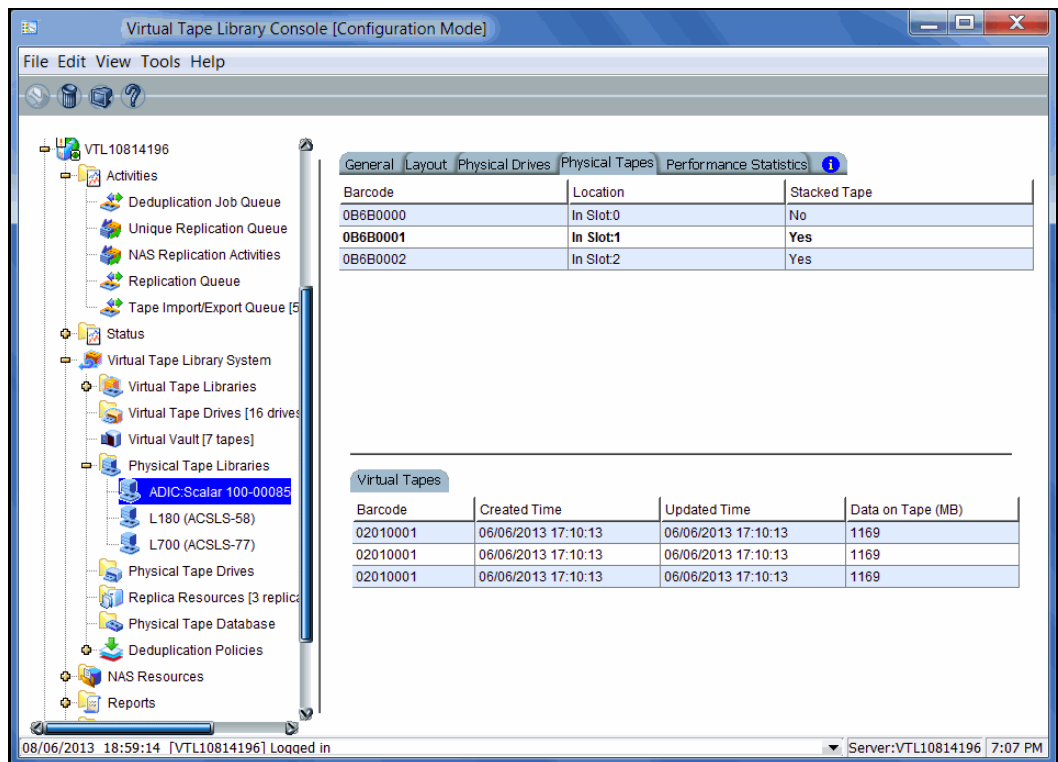 Virtual Tape Library Console [Configuration Mode]
File Edit View Tools Help
VTL10814196
Activities
Deduplication Job Queue
Unique Replication Queue
NAS Replication Activities
Replication Queue
Tape Import/Export Queue [5
Status
Virtual Tape Library System
Virtual Tape Libraries
Virtual Tape Drives [16 drives
Virtual Vault [7 tapes]
Physical Tape Libraries
ADIC:Scalar 100-00085
L180 (ACSLS-58)
L700 (ACSLS-77)
Physical Tape Drives
Replica Resources [3 replica
Physical Tape Database
Deduplication Policies
NAS Resources
Reports
General Layout Physical Drives Physical Tapes Performance Statistics i
Barcode Location Stacked Tape
0B6B0000 In Slot:0 No
0B6B0001 In Slot:1 Yes
0B6B0002 In Slot:2 Yes
Virtual Tapes
Barcode Created Time Updated Time Data on Tape (MB)
02010001 06/06/2013 17:10:13 06/06/2013 17:10:13 1169
02010001 06/06/2013 17:10:13 06/06/2013 17:10:13 1169
02010001 06/06/2013 17:10:13 06/06/2013 17:10:13 1169
08/06/2013 18:59:14 [VTL10814196] Logged in Server:VTL10814196 7:07 PM